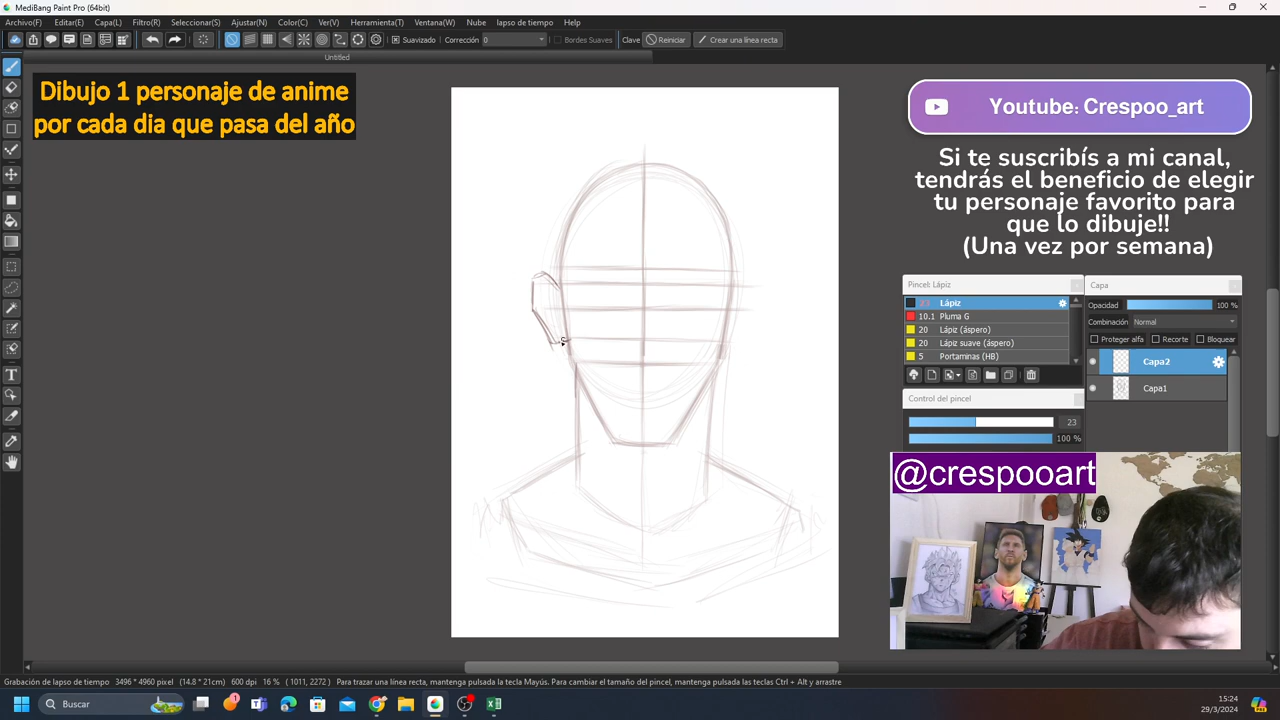 MediBang Paint Pro (64bit)
Archivo(F) Editar(E) Capa(L) Filtro(R) Seleccionar(S) Ajustar(N) Color(C) Ver(V) Herramienta(T) Ventana(W) Nube lapso de tiempo Help
Suavizado Corrección 0 Bordes Suaves Clave Reiniciar Crear una línea recta
Untitled
Dibujo 1 personaje de anime
por cada dia que pasa del año
Youtube: Crespoo_art
Si te suscribís a mi canal,
tendrás el beneficio de elegir
tu personaje favorito para
que lo dibuje!!
(Una vez por semana)
Pincel: Lápiz
23 Lápiz
10.1 Pluma G
20 Lápiz (áspero)
20 Lápiz suave (áspero)
5 Portaminas (HB)
Control del pincel
23
100 %
Capa
Opacidad 100 %
Combinación Normal
Proteger alfa Recorte Bloquear
Capa2
Capa1
@crespooart
Grabación de lapso de tiempo 3496 * 4960 pixel (14.8 * 21cm) 600 dpi 16 % ( 1011, 2272 ) Para trazar una línea recta, mantenga pulsada la tecla Mayús. Para cambiar el tamaño del pincel, mantenga pulsadas las teclas Ctrl + Alt y arrastre
Buscar
1
15:24
29/3/2024